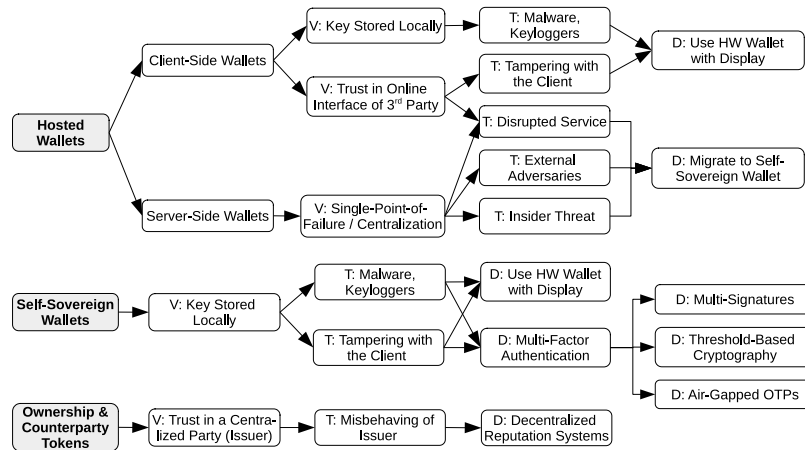 V: Key Stored Locally
T: Malware,
Keyloggers
D: Use HW Wallet
with Display
Client-Side Wallets
V: Trust in Online
Interface of 3rd Party
T: Tampering with
the Client
Hosted
Wallets
T: Disrupted Service
T: External
Adversaries
D: Migrate to Self-
Sovereign Wallet
Server-Side Wallets
V: Single-Point-of-
Failure / Centralization
T: Insider Threat
Self-Sovereign
Wallets
V: Key Stored
Locally
T: Malware,
Keyloggers
D: Use HW Wallet
with Display
T: Tampering with
the Client
D: Multi-Factor
Authentication
D: Multi-Signatures
D: Threshold-Based
Cryptography
D: Air-Gapped OTPs
Ownership &
Counterparty
Tokens
V: Trust in a Centra-
lized Party (Issuer)
T: Misbehaving of
Issuer
D: Decentralized
Reputation Systems